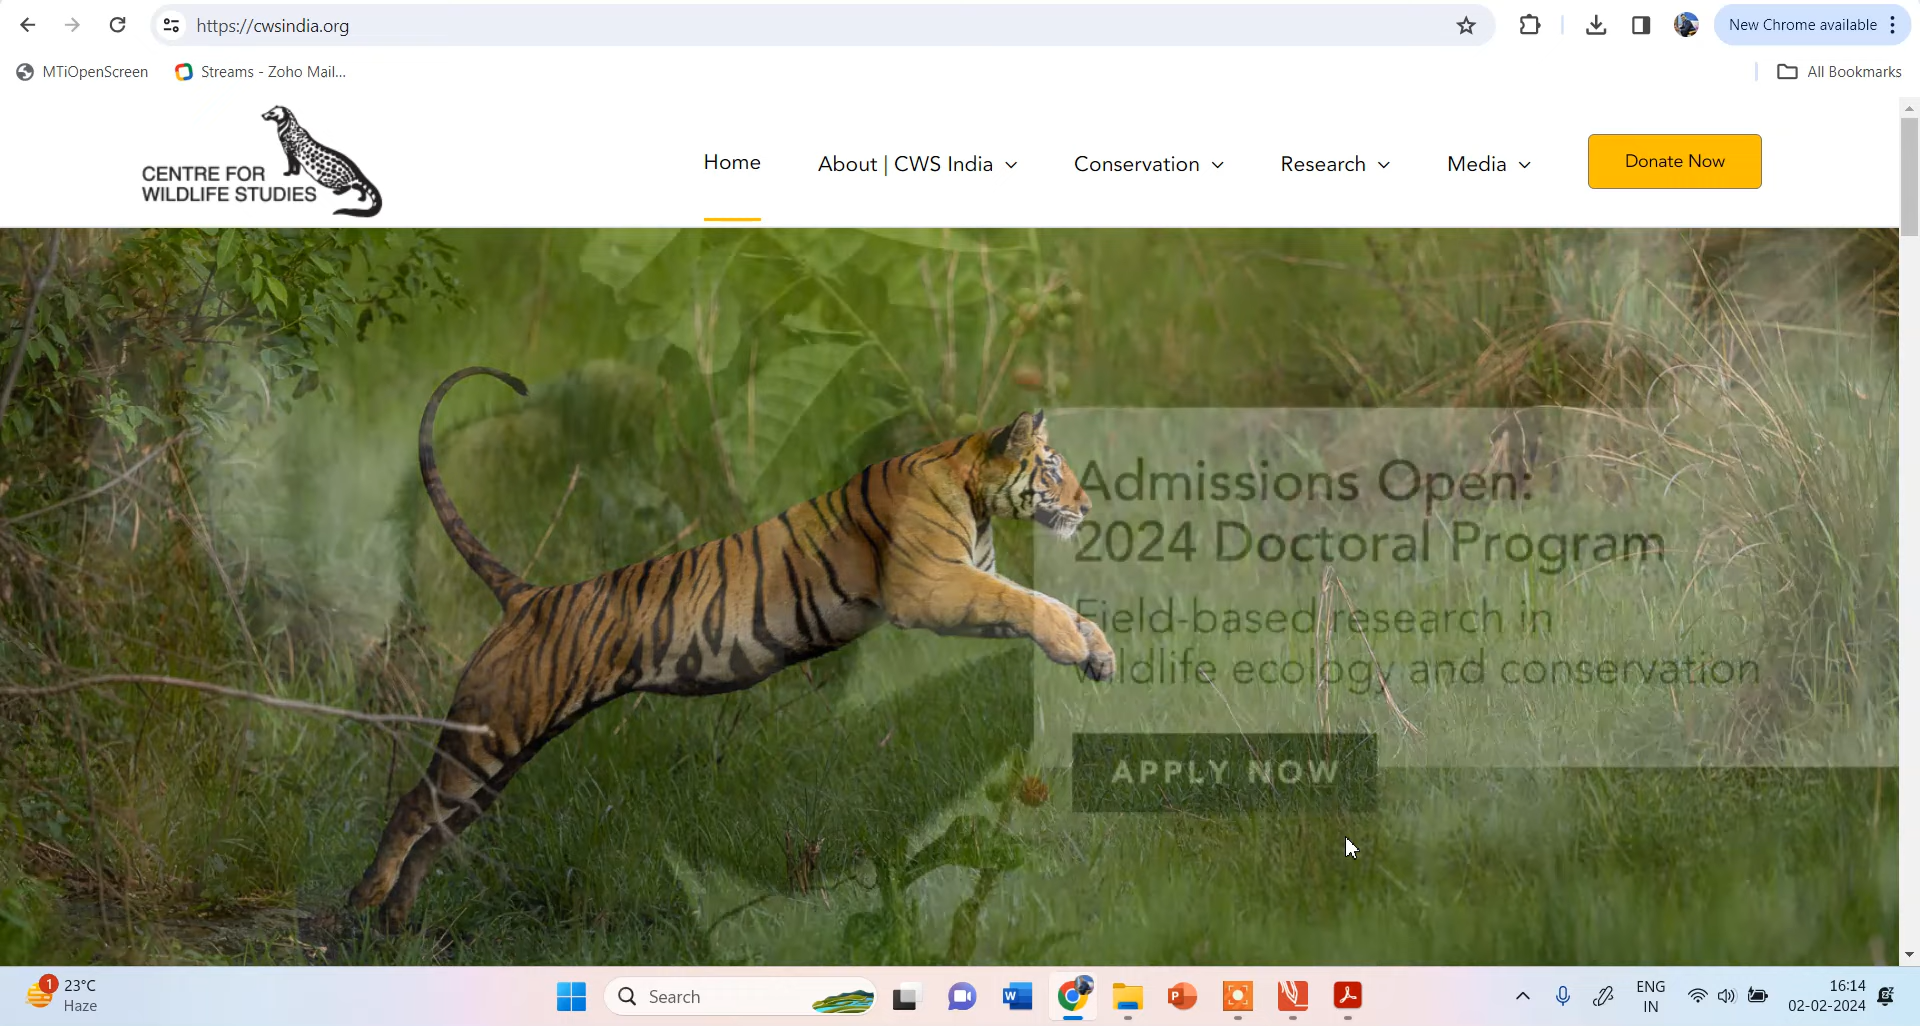 https://cwsindia.org
New Chrome available
MTiOpenScreen
Streams - Zoho Mail...
All Bookmarks
CENTRE FOR
WILDLIFE STUDIES
Home
About | CWS India
Conservation
Research
Media
Donate Now
Admissions Open:
2024 Doctoral Program
Field-based research in
wildlife ecology and conservation
APPLY NOW
1
23°C
Haze
Search
ENG
IN
16:14
02-02-2024